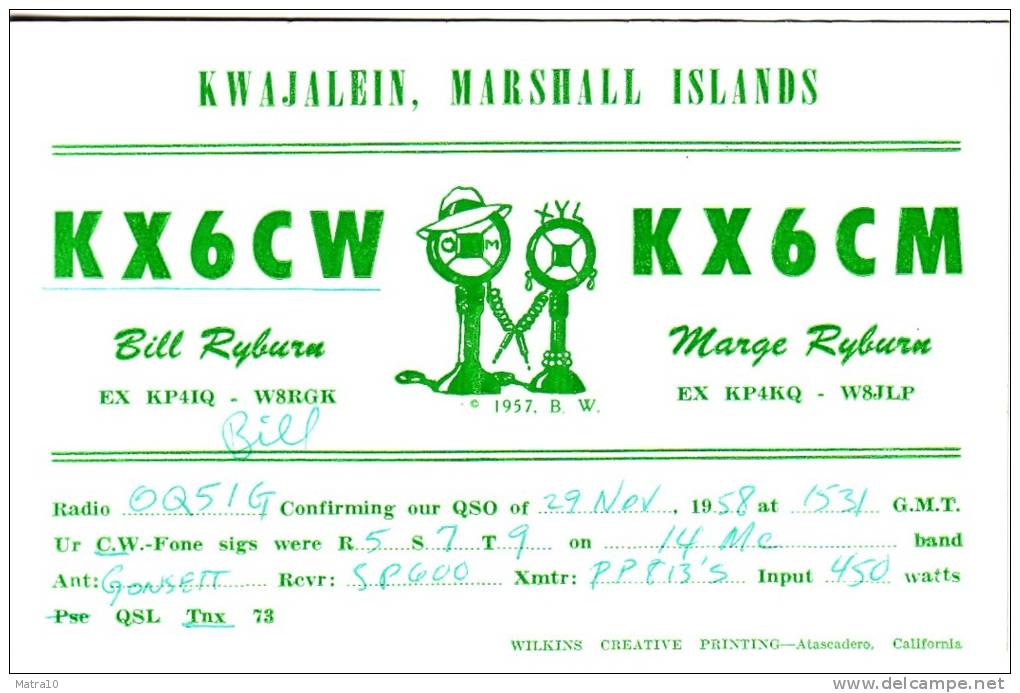 KWAJALEIN, MARSHALL ISLANDS
KX6CW
O M
XYL
KX6CM
Bill Ryburn
Marge Ryburn
EX KP4IQ - W8RGK
EX KP4KQ - W8JLP
© 1957, B. W.
Bill
Radio OQ5IG Confirming our QSO of 29 Nov, 1958 at 1531 G.M.T.
Ur C.W.-Fone sigs were R 5 S 7 T 9 on 14 Mc band
Ant: GONSETT Rcvr: SP600 Xmtr: PP813'S Input 450 watts
Pse QSL Tnx 73
WILKINS CREATIVE PRINTING—Atascadero, California
Matra10
delcampe.net